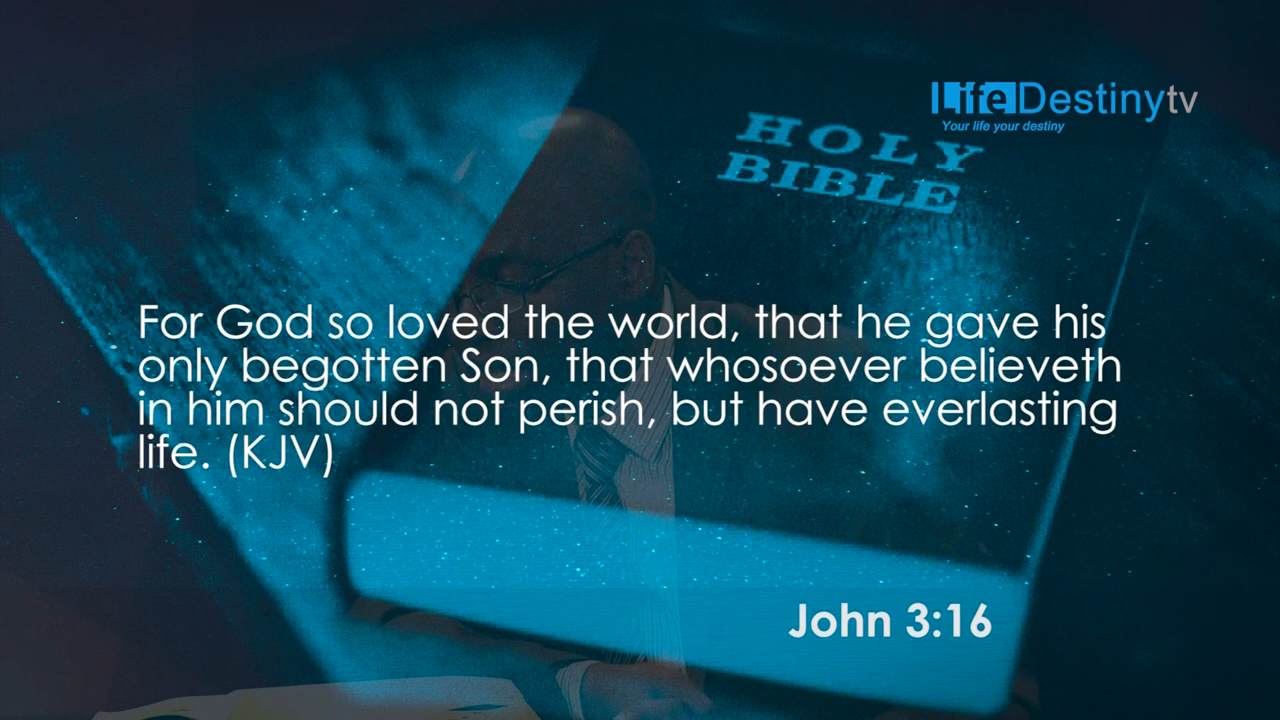 LifeDestinytv
Your life your destiny
HOLY
BIBLE
For God so loved the world, that he gave his
only begotten Son, that whosoever believeth
in him should not perish, but have everlasting
life. (KJV)
John 3:16